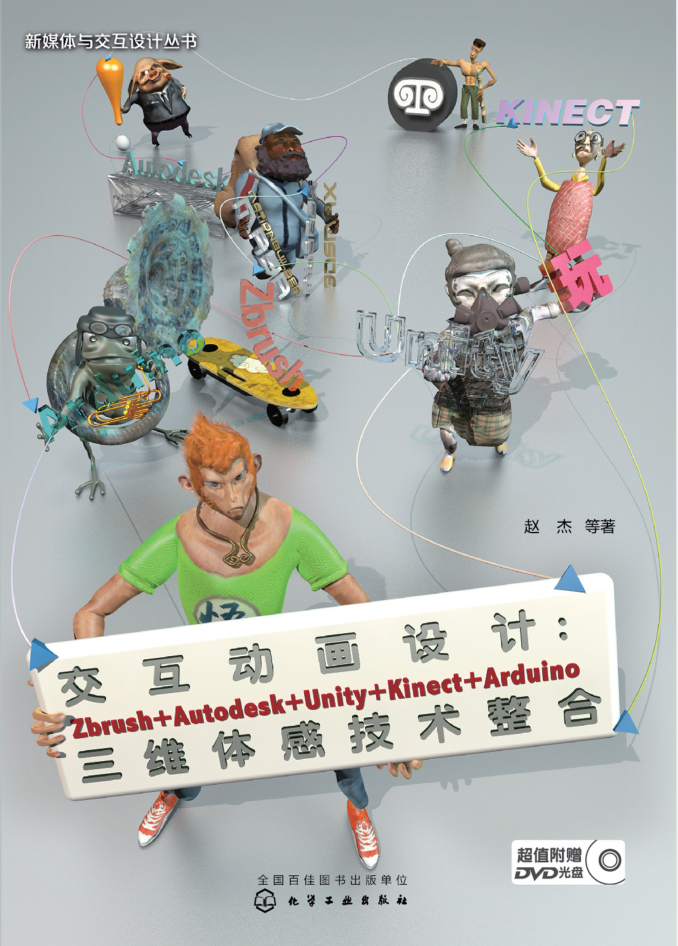 新媒体与交互设计丛书
KINECT
Autodesk
Zbrush
玩
Unity
Arduino
赵 杰 等著
悟
交互动画设计:
Zbrush+Autodesk+Unity+Kinect+Arduino
三维体感技术整合
超值附赠
DVD光盘
全国百佳图书出版单位
化学工业出版社